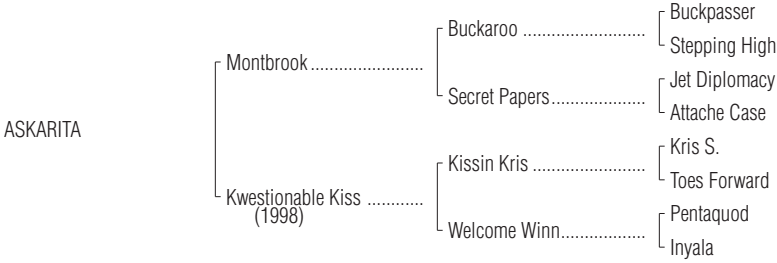 Buckpasser
Buckaroo ..........................
Stepping High
Montbrook........................
Jet Diplomacy
Secret Papers....................
Attache Case
ASKARITA
Kris S.
Kissin Kris ........................
Toes Forward
Kwestionable Kiss ............
(1998)
Pentaquod
Welcome Winn..................
Inyala